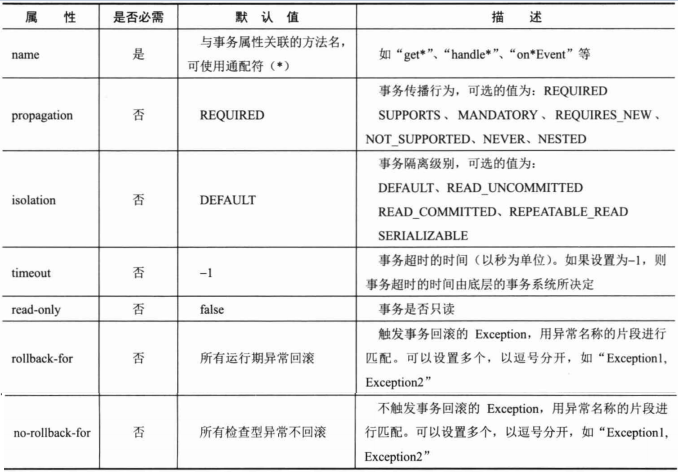 属 性 是否必需 默 认 值 描 述
name 是 与事务属性关联的方法名，可使用通配符（*） 如“get*”、“handle*”、“on*Event”等
propagation 否 REQUIRED 事务传播行为，可选的值为：REQUIRED
SUPPORTS、MANDATORY、REQUIRES_NEW、
NOT_SUPPORTED、NEVER、NESTED
isolation 否 DEFAULT 事务隔离级别，可选的值为：
DEFAULT、READ_UNCOMMITTED
READ_COMMITTED、REPEATABLE_READ
SERIALIZABLE
timeout 否 –1 事务超时的时间（以秒为单位）。如果设置为–1，则
事务超时的时间由底层的事务系统所决定
read-only 否 false 事务是否只读
rollback-for 否 所有运行期异常回滚 触发事务回滚的 Exception，用异常名称的片段进行
匹配。可以设置多个，以逗号分开，如“Exception1,
Exception2”
no-rollback-for 否 所有检查型异常不回滚 不触发事务回滚的 Exception，用异常名称的片段进
行匹配。可以设置多个，以逗号分开，如“Exception1,
Exception2”